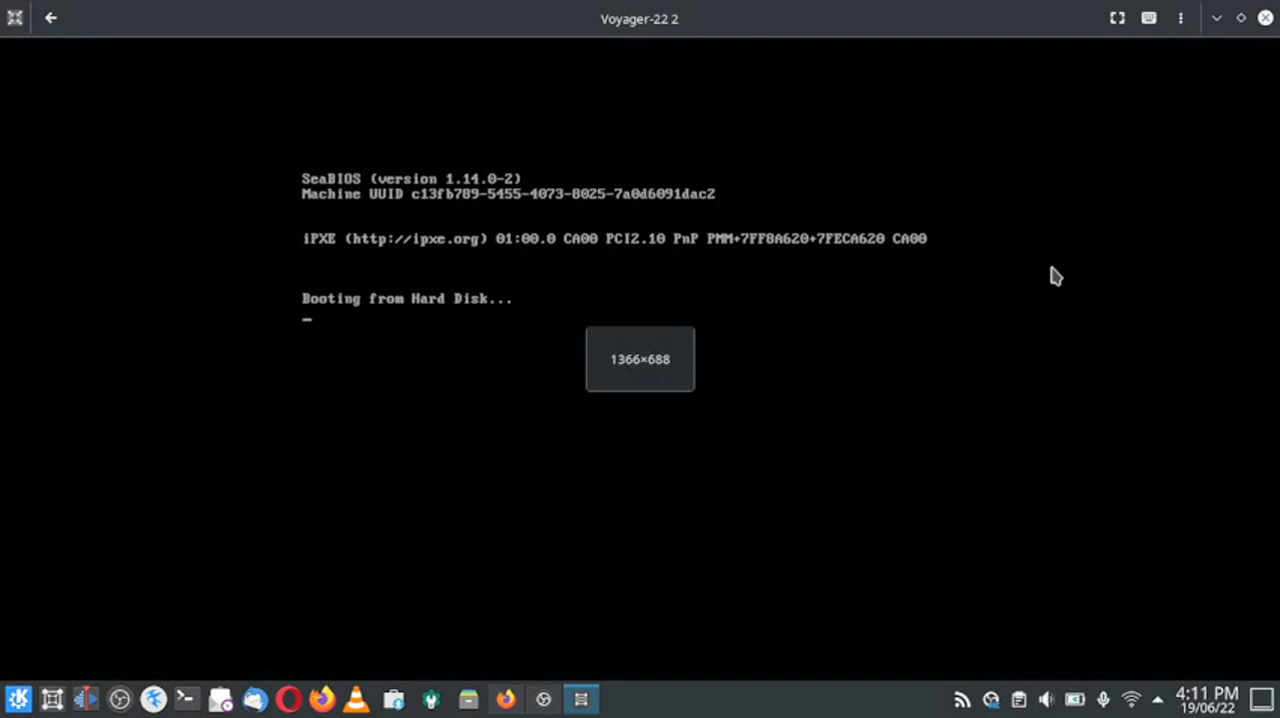 Voyager-22 2
SeaBIOS (version 1.14.0-2)
Machine UUID c13fb789-5455-4073-8025-7a0d6091dac2
iPXE (http://ipxe.org) 01:00.0 CA00 PCI2.10 PnP PMM+7FF8A620+7FECA620 CA00
Booting from Hard Disk...
1366×688
4:11 PM
19/06/22